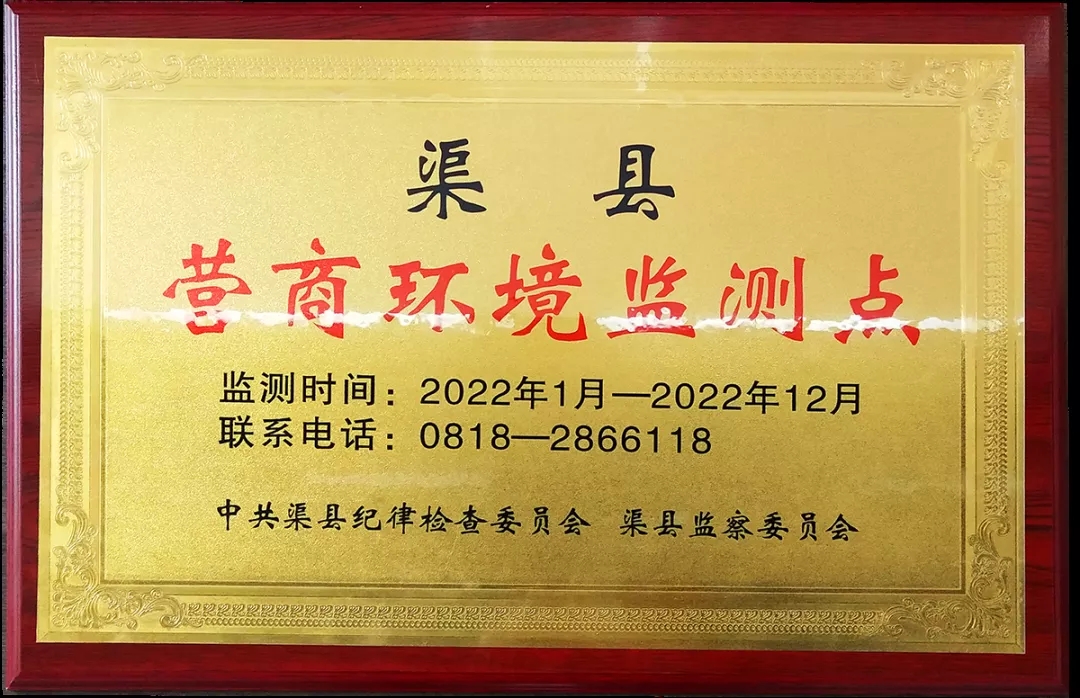 渠县
营商环境监测点
监测时间：2022年1月—2022年12月
联系电话：0818—2866118
中共渠县纪律检查委员会 渠县监察委员会